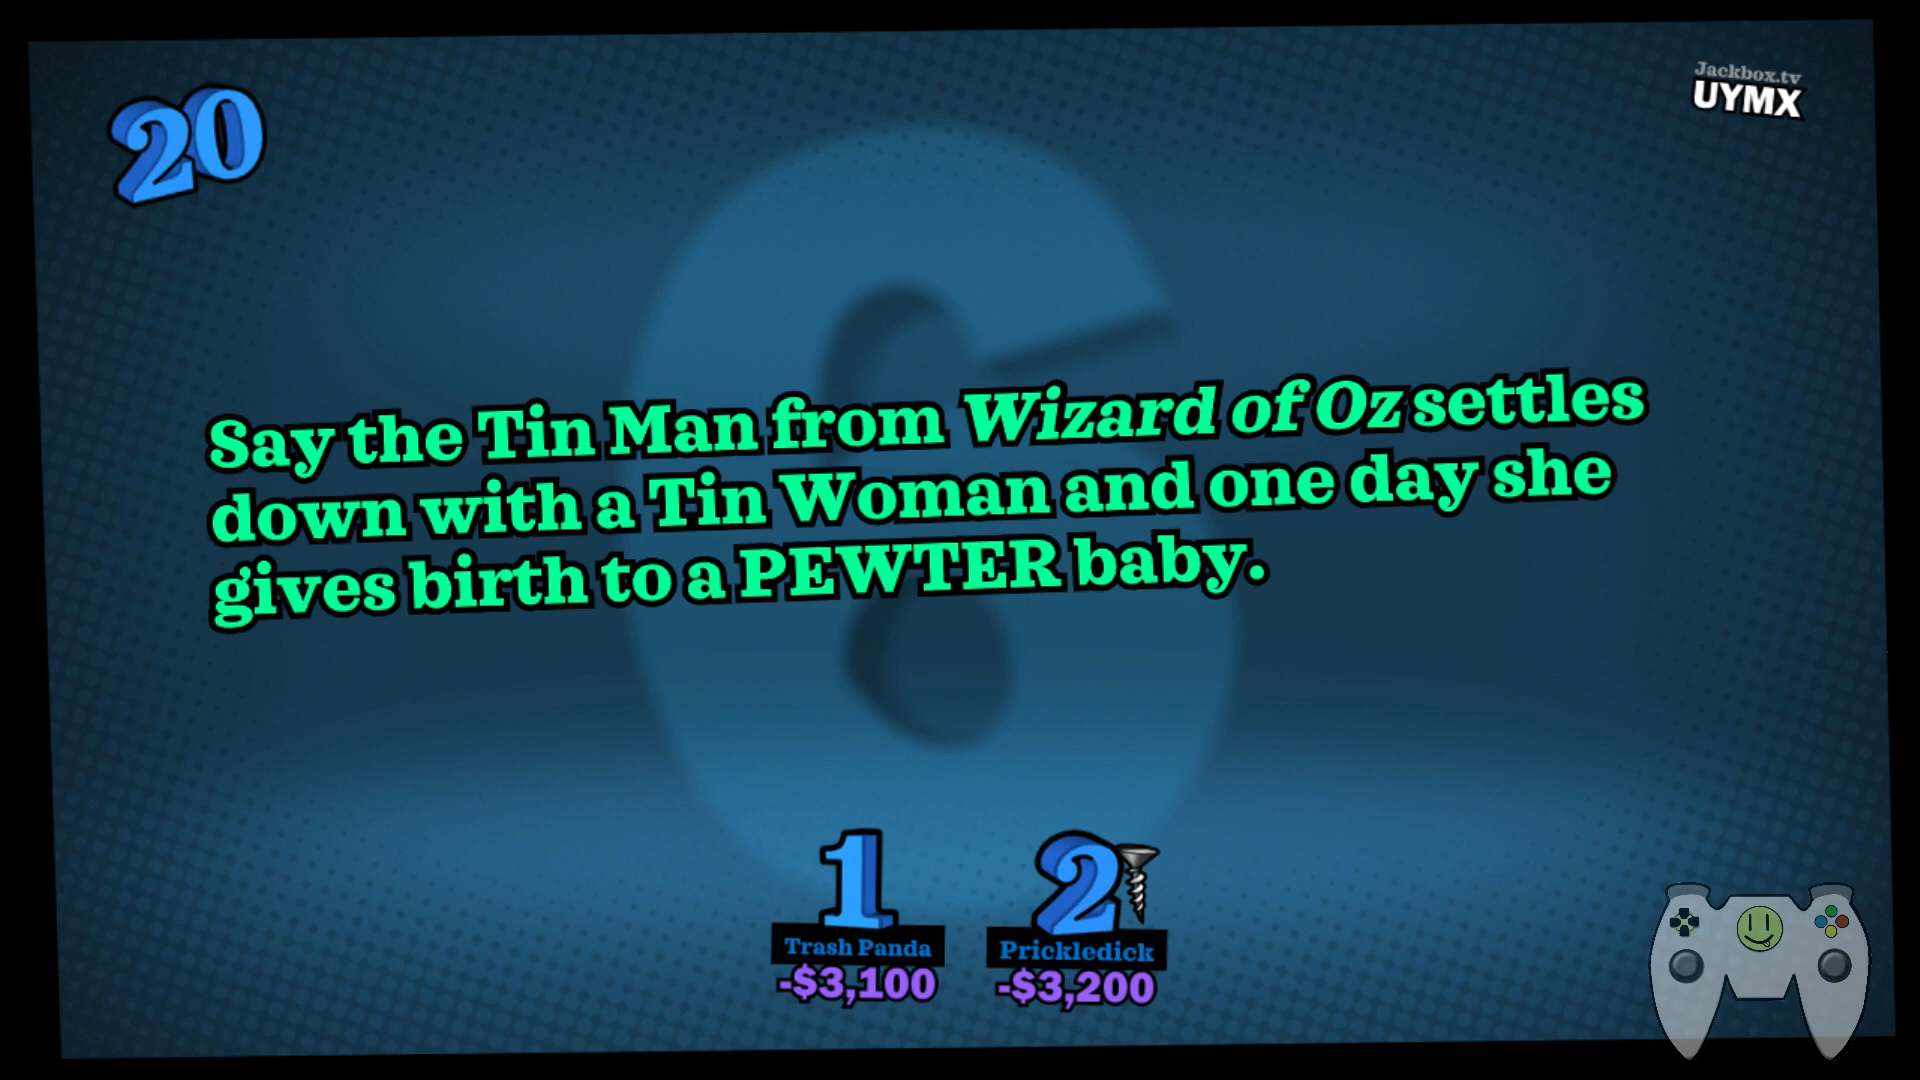 20
Jackbox.tv
UYMX
Say the Tin Man from Wizard of Oz settles
down with a Tin Woman and one day she
gives birth to a PEWTER baby.
6
1
2
Trash Panda
Prickledick
-$3,100
-$3,200